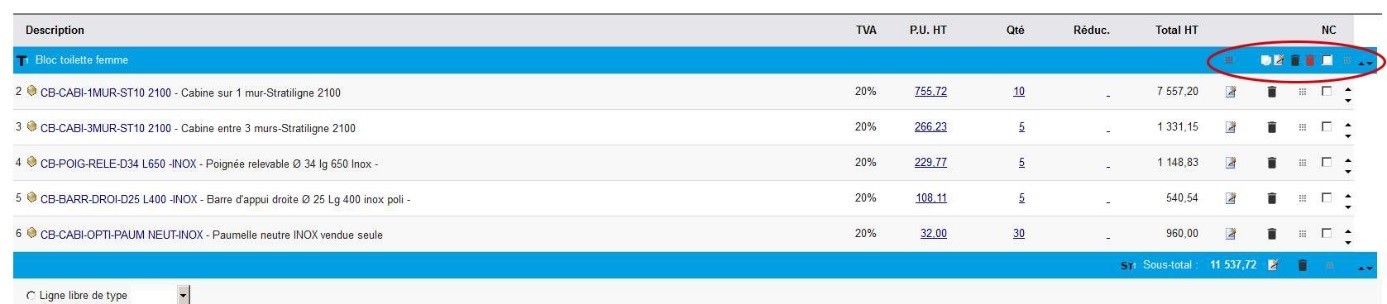 Description TVA P.U. HT Qté Réduc. Total HT NC
T1 Bloc toilette femme
2 CB-CABI-1MUR-ST10 2100 - Cabine sur 1 mur-Stratiligne 2100 20% 755.72 10 - 7 557,20
3 CB-CABI-3MUR-ST10 2100 - Cabine entre 3 murs-Stratiligne 2100 20% 266.23 5 - 1 331,15
4 CB-POIG-RELE-D34 L650 -INOX - Poignée relevable Ø 34 lg 650 Inox - 20% 229.77 5 - 1 148,83
5 CB-BARR-DROI-D25 L400 -INOX - Barre d'appui droite Ø 25 Lg 400 inox poli - 20% 108.11 5 - 540,54
6 CB-CABI-OPTI-PAUM NEUT-INOX - Paumelle neutre INOX vendue seule 20% 32.00 30 - 960,00
ST1 Sous-total : 11 537,72
Ligne libre de type